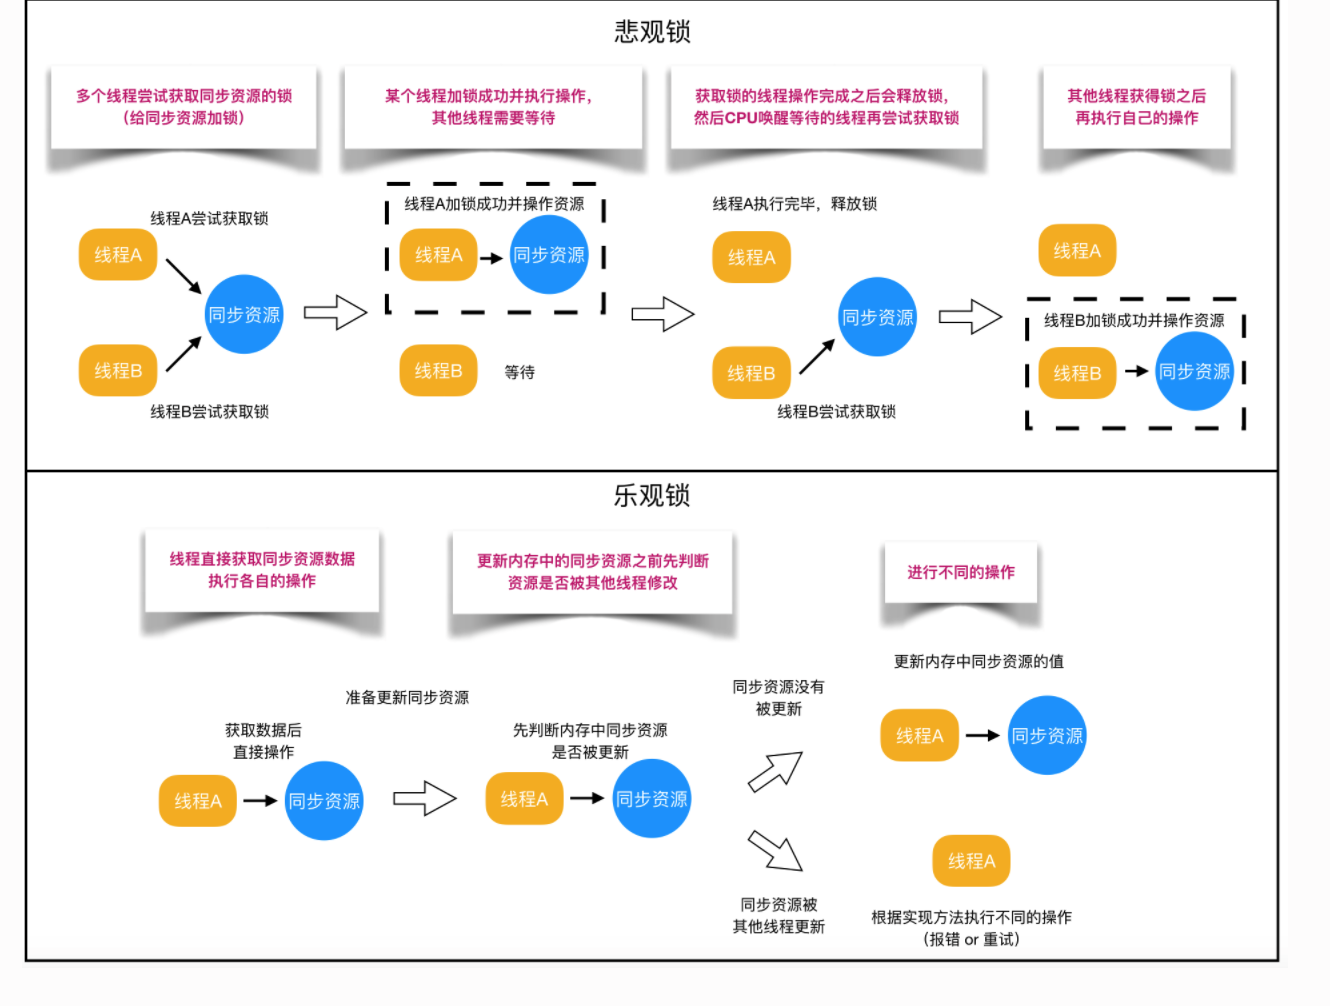 悲观锁
多个线程尝试获取同步资源的锁
（给同步资源加锁）
某个线程加锁成功并执行操作，
其他线程需要等待
获取锁的线程操作完成之后会释放锁，
然后CPU唤醒等待的线程再尝试获取锁
其他线程获得锁之后
再执行自己的操作
线程A尝试获取锁
线程A
同步资源
线程B
线程B尝试获取锁
线程A加锁成功并操作资源
线程A
同步资源
线程B
等待
线程A执行完毕，释放锁
线程A
同步资源
线程B
线程B尝试获取锁
线程A
线程B加锁成功并操作资源
线程B
同步资源
乐观锁
线程直接获取同步资源数据
执行各自的操作
更新内存中的同步资源之前先判断
资源是否被其他线程修改
进行不同的操作
获取数据后
直接操作
线程A
同步资源
准备更新同步资源
先判断内存中同步资源
是否被更新
线程A
同步资源
同步资源没有
被更新
更新内存中同步资源的值
线程A
同步资源
同步资源被
其他线程更新
线程A
根据实现方法执行不同的操作
（报错 or 重试）